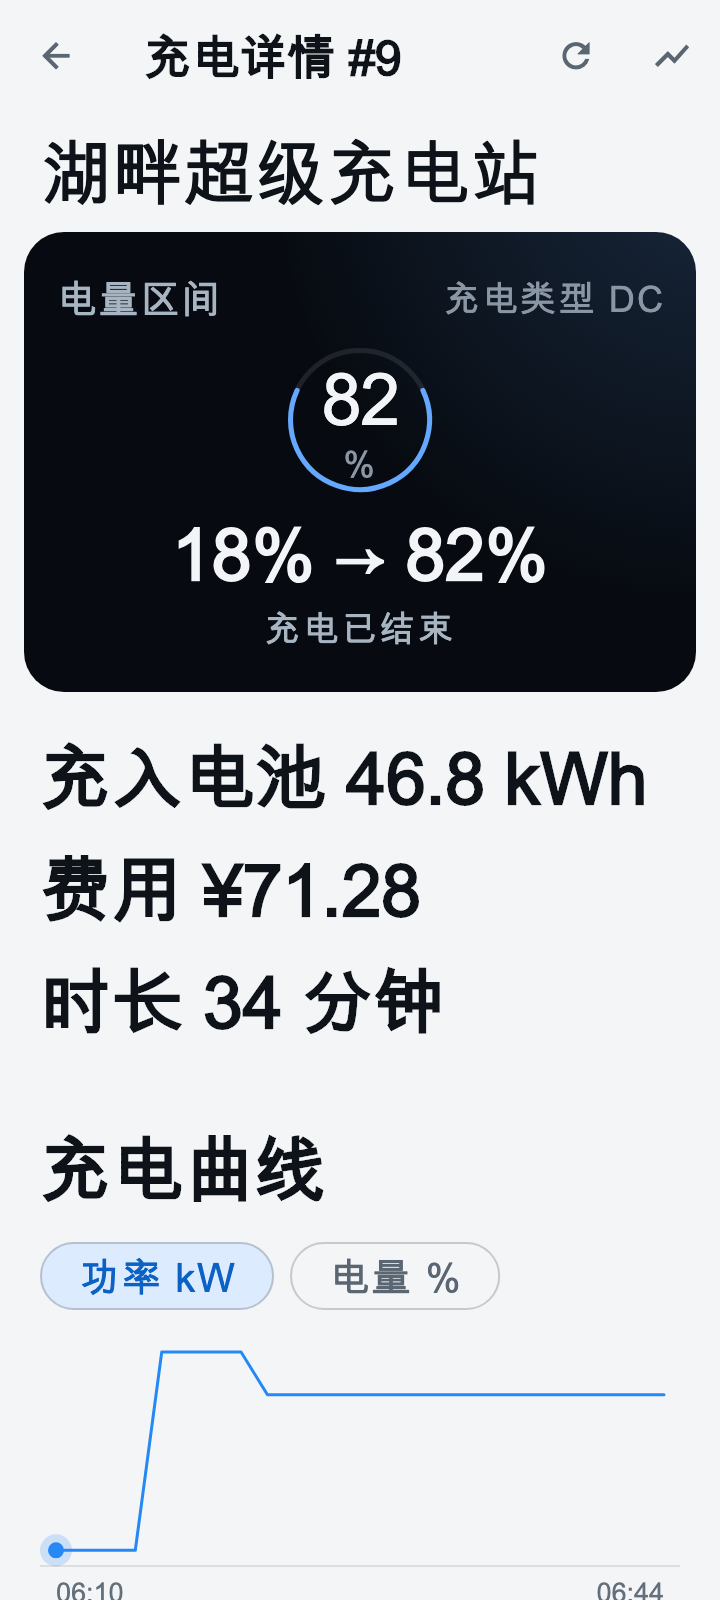 充电详情 #9
湖畔超级充电站
电量区间
充电类型 DC
82
%
18% → 82%
充电已结束
充入电池 46.8 kWh
费用 ¥71.28
时长 34 分钟
充电曲线
功率 kW
电量 %
06:10
06:44